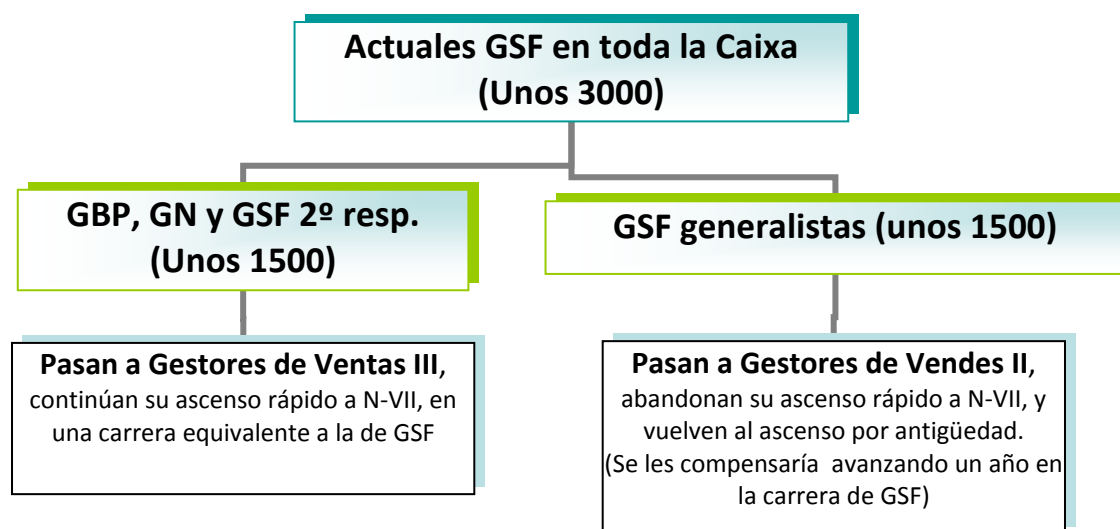 Actuales GSF en toda la Caixa
(Unos 3000)
GBP, GN y GSF 2º resp.
(Unos 1500)
GSF generalistas (unos 1500)
Pasan a Gestores de Ventas III,
continúan su ascenso rápido a N-VII, en
una carrera equivalente a la de GSF
Pasan a Gestores de Vendes II,
abandonan su ascenso rápido a N-VII, y
vuelven al ascenso por antigüedad.
(Se les compensaría avanzando un año en
la carrera de GSF)